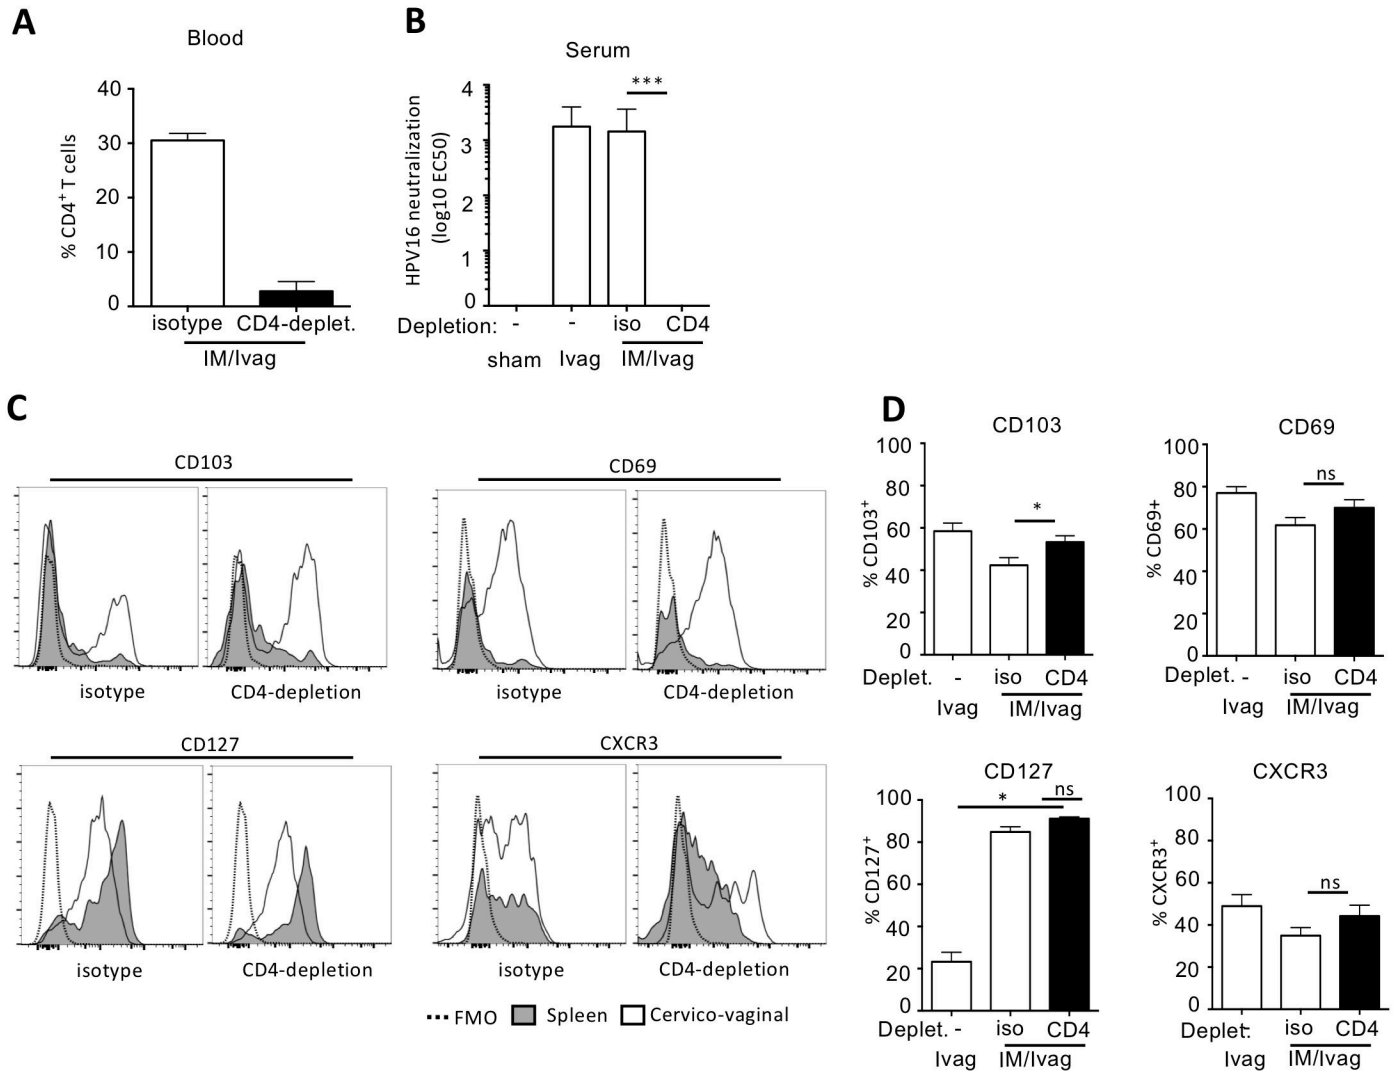 A
Blood
% CD4+ T cells
40
30
20
10
0
isotype CD4-deplet.
IM/Ivag
B
Serum
HPV16 neutralization
(log10 EC50)
***
4
3
2
1
0
Depletion: - - iso CD4
sham Ivag IM/Ivag
C
CD103
isotype CD4-depletion
CD69
isotype CD4-depletion
CD127
isotype CD4-depletion
CXCR3
isotype CD4-depletion
FMO Spleen Cervico-vaginal
D
CD103
% CD103+
100
80
60
40
20
0
*
Deplet. - iso CD4
Ivag IM/Ivag
CD69
% CD69+
100
80
60
40
20
0
ns
Deplet. - iso CD4
Ivag IM/Ivag
CD127
% CD127+
100
80
60
40
20
0
* ns
Deplet. - iso CD4
Ivag IM/Ivag
CXCR3
% CXCR3+
100
80
60
40
20
0
ns
Deplet: iso CD4
Ivag IM/Ivag